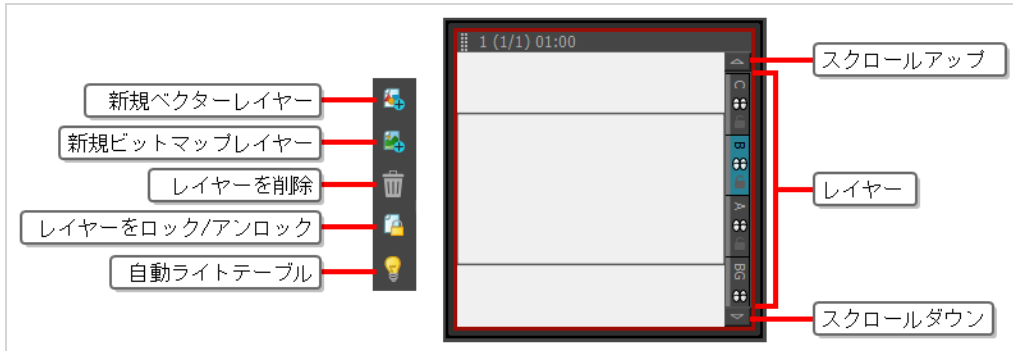 新規ベクターレイヤー
新規ビットマップレイヤー
レイヤーを削除
レイヤーをロック/アンロック
自動ライトテーブル
1 (1/1) 01:00
C
B
A
BG
スクロールアップ
レイヤー
スクロールダウン